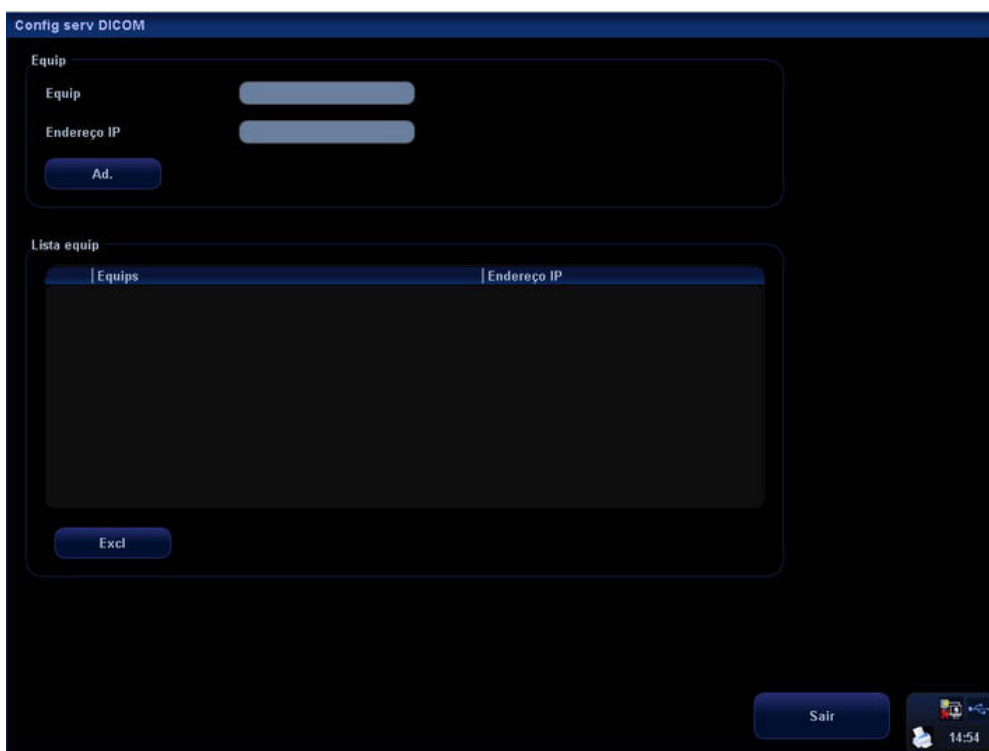 Config serv DICOM
Equip
Equip
Endereço IP
Ad.
Lista equip
Equips Endereço IP
Excl
Sair
14:54